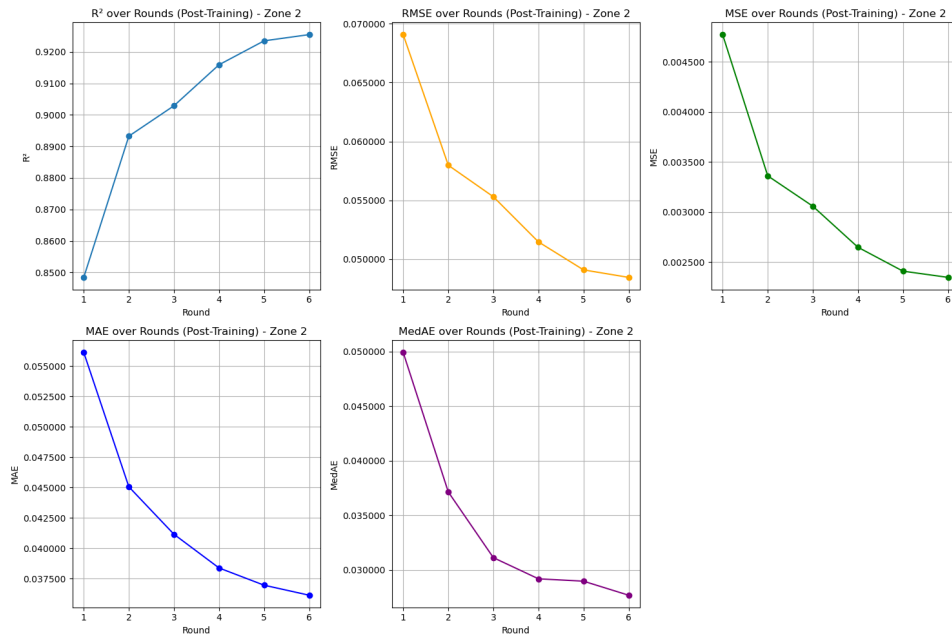 R² over Rounds (Post-Training) - Zone 2
0.9200
0.9100
0.9000
0.8900
0.8800
0.8700
0.8600
0.8500
R²
1 2 3 4 5 6
Round
RMSE over Rounds (Post-Training) - Zone 2
0.070000
0.065000
0.060000
0.055000
0.050000
RMSE
1 2 3 4 5 6
Round
MSE over Rounds (Post-Training) - Zone 2
0.004500
0.004000
0.003500
0.003000
0.002500
MSE
1 2 3 4 5 6
Round
MAE over Rounds (Post-Training) - Zone 2
0.055000
0.052500
0.050000
0.047500
0.045000
0.042500
0.040000
0.037500
MAE
1 2 3 4 5 6
Round
MedAE over Rounds (Post-Training) - Zone 2
0.050000
0.045000
0.040000
0.035000
0.030000
MedAE
1 2 3 4 5 6
Round